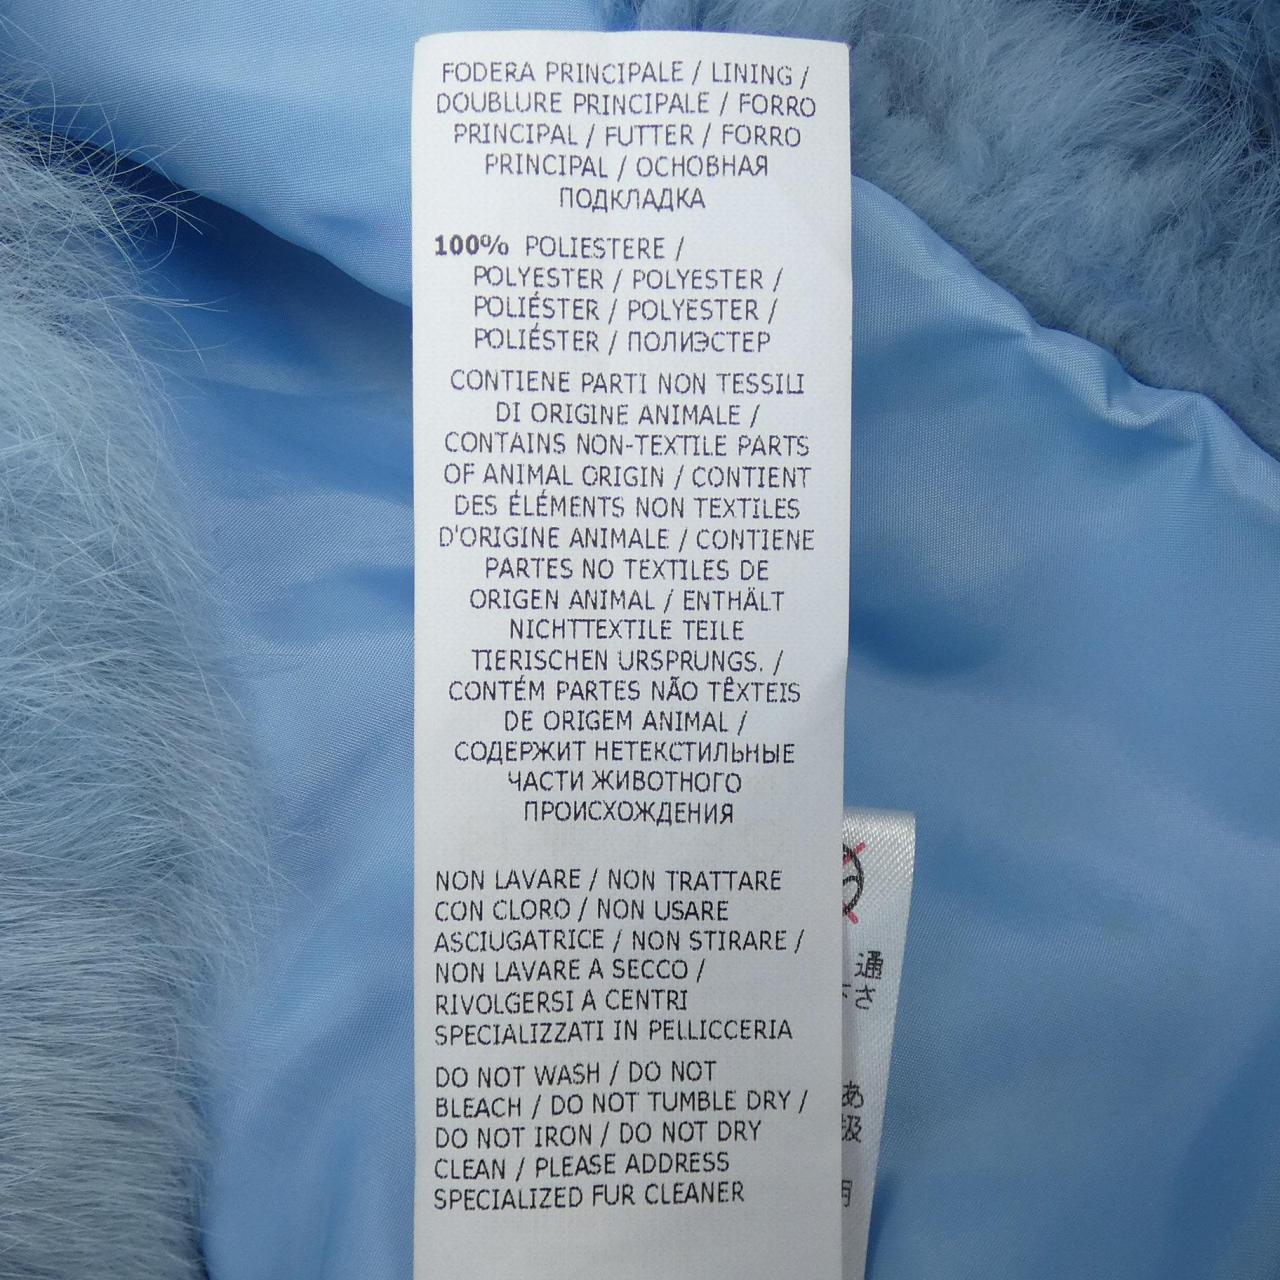 FODERA PRINCIPALE / LINING /
DOUBLURE PRINCIPALE / FORRO
PRINCIPAL / FUTTER / FORRO
PRINCIPAL / ОСНОВНАЯ
ПОДКЛАДКА
100% POLIESTERE /
POLYESTER / POLYESTER /
POLIÉSTER / POLYESTER /
POLIÉSTER / ПОЛИЭСТЕР
CONTIENE PARTI NON TESSILI
DI ORIGINE ANIMALE /
CONTAINS NON-TEXTILE PARTS
OF ANIMAL ORIGIN / CONTIENT
DES ÉLÉMENTS NON TEXTILES
D'ORIGINE ANIMALE / CONTIENE
PARTES NO TEXTILES DE
ORIGEN ANIMAL / ENTHÄLT
NICHTTEXTILE TEILE
TIERISCHEN URSPRUNGS. /
CONTÉM PARTES NÃO TÊXTEIS
DE ORIGEM ANIMAL /
СОДЕРЖИТ НЕТЕКСТИЛЬНЫЕ
ЧАСТИ ЖИВОТНОГО
ПРОИСХОЖДЕНИЯ
NON LAVARE / NON TRATTARE
CON CLORO / NON USARE
ASCIUGATRICE / NON STIRARE /
NON LAVARE A SECCO /
RIVOLGERSI A CENTRI
SPECIALIZZATI IN PELLICCERIA
DO NOT WASH / DO NOT
BLEACH / DO NOT TUMBLE DRY /
DO NOT IRON / DO NOT DRY
CLEAN / PLEASE ADDRESS
SPECIALIZED FUR CLEANER
通
さ
あ